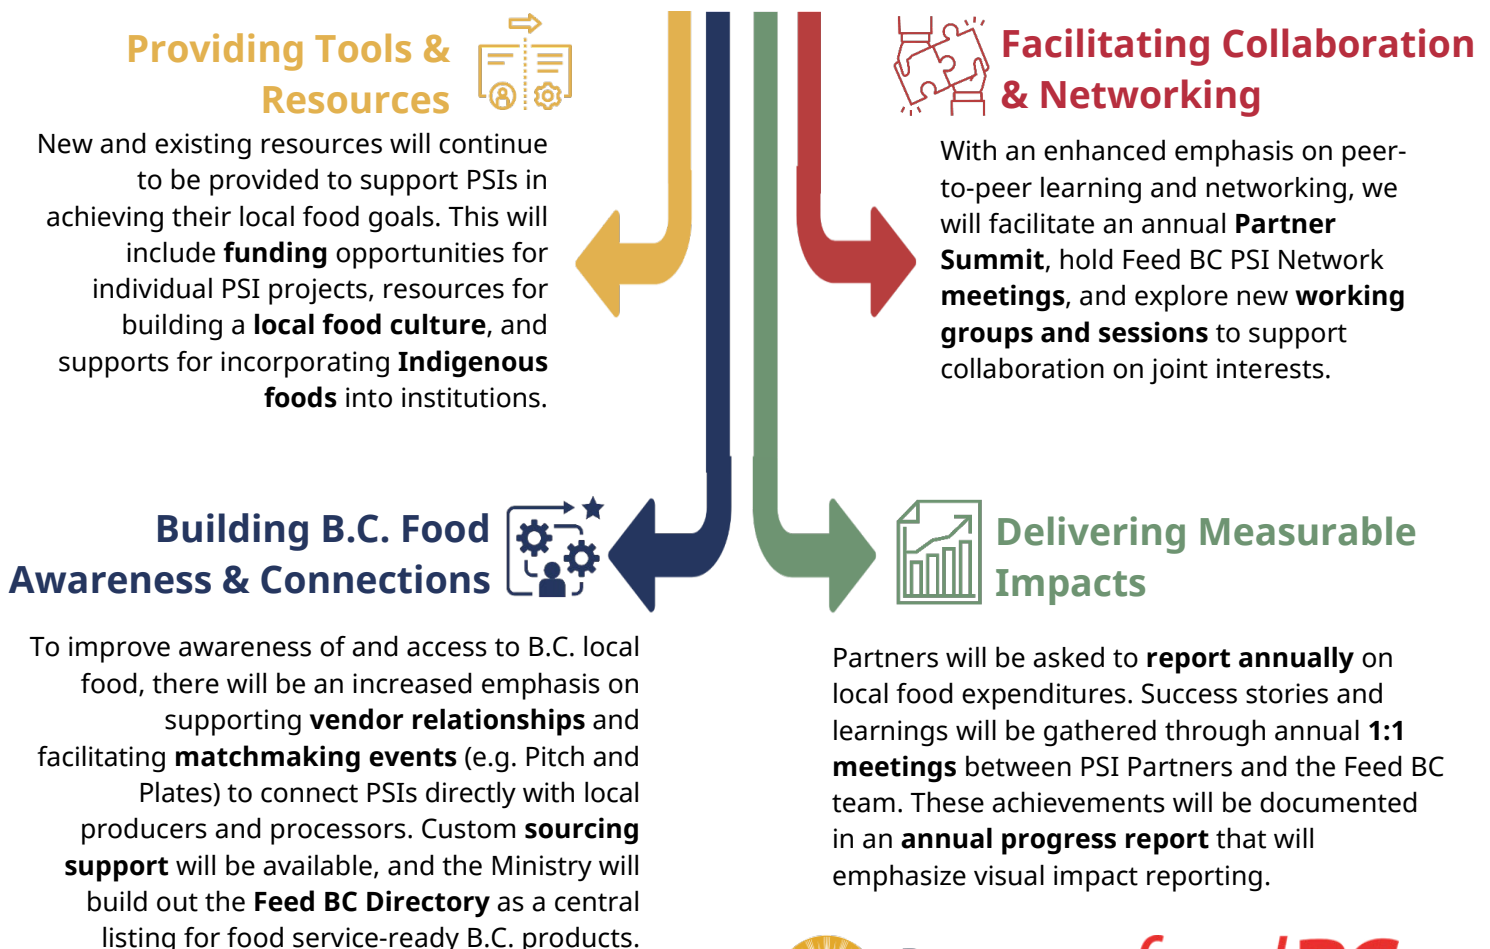 Providing Tools &
Resources
New and existing resources will continue
to be provided to support PSIs in
achieving their local food goals. This will
include funding opportunities for
individual PSI projects, resources for
building a local food culture, and
supports for incorporating Indigenous
foods into institutions.
Facilitating Collaboration
& Networking
With an enhanced emphasis on peer-
to-peer learning and networking, we
will facilitate an annual Partner
Summit, hold Feed BC PSI Network
meetings, and explore new working
groups and sessions to support
collaboration on joint interests.
Building B.C. Food
Awareness & Connections
To improve awareness of and access to B.C. local
food, there will be an increased emphasis on
supporting vendor relationships and
facilitating matchmaking events (e.g. Pitch and
Plates) to connect PSIs directly with local
producers and processors. Custom sourcing
support will be available, and the Ministry will
build out the Feed BC Directory as a central
listing for food service-ready B.C. products.
Delivering Measurable
Impacts
Partners will be asked to report annually on
local food expenditures. Success stories and
learnings will be gathered through annual 1:1
meetings between PSI Partners and the Feed BC
team. These achievements will be documented
in an annual progress report that will
emphasize visual impact reporting.